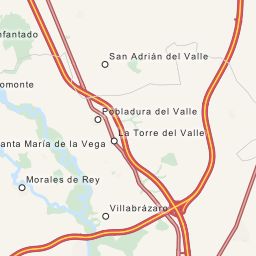 nfantado
San Adrián del Valle
omonte
Pobladura del Valle
La Torre del Valle
anta María de la Vega
Morales de Rey
Villabrázaro